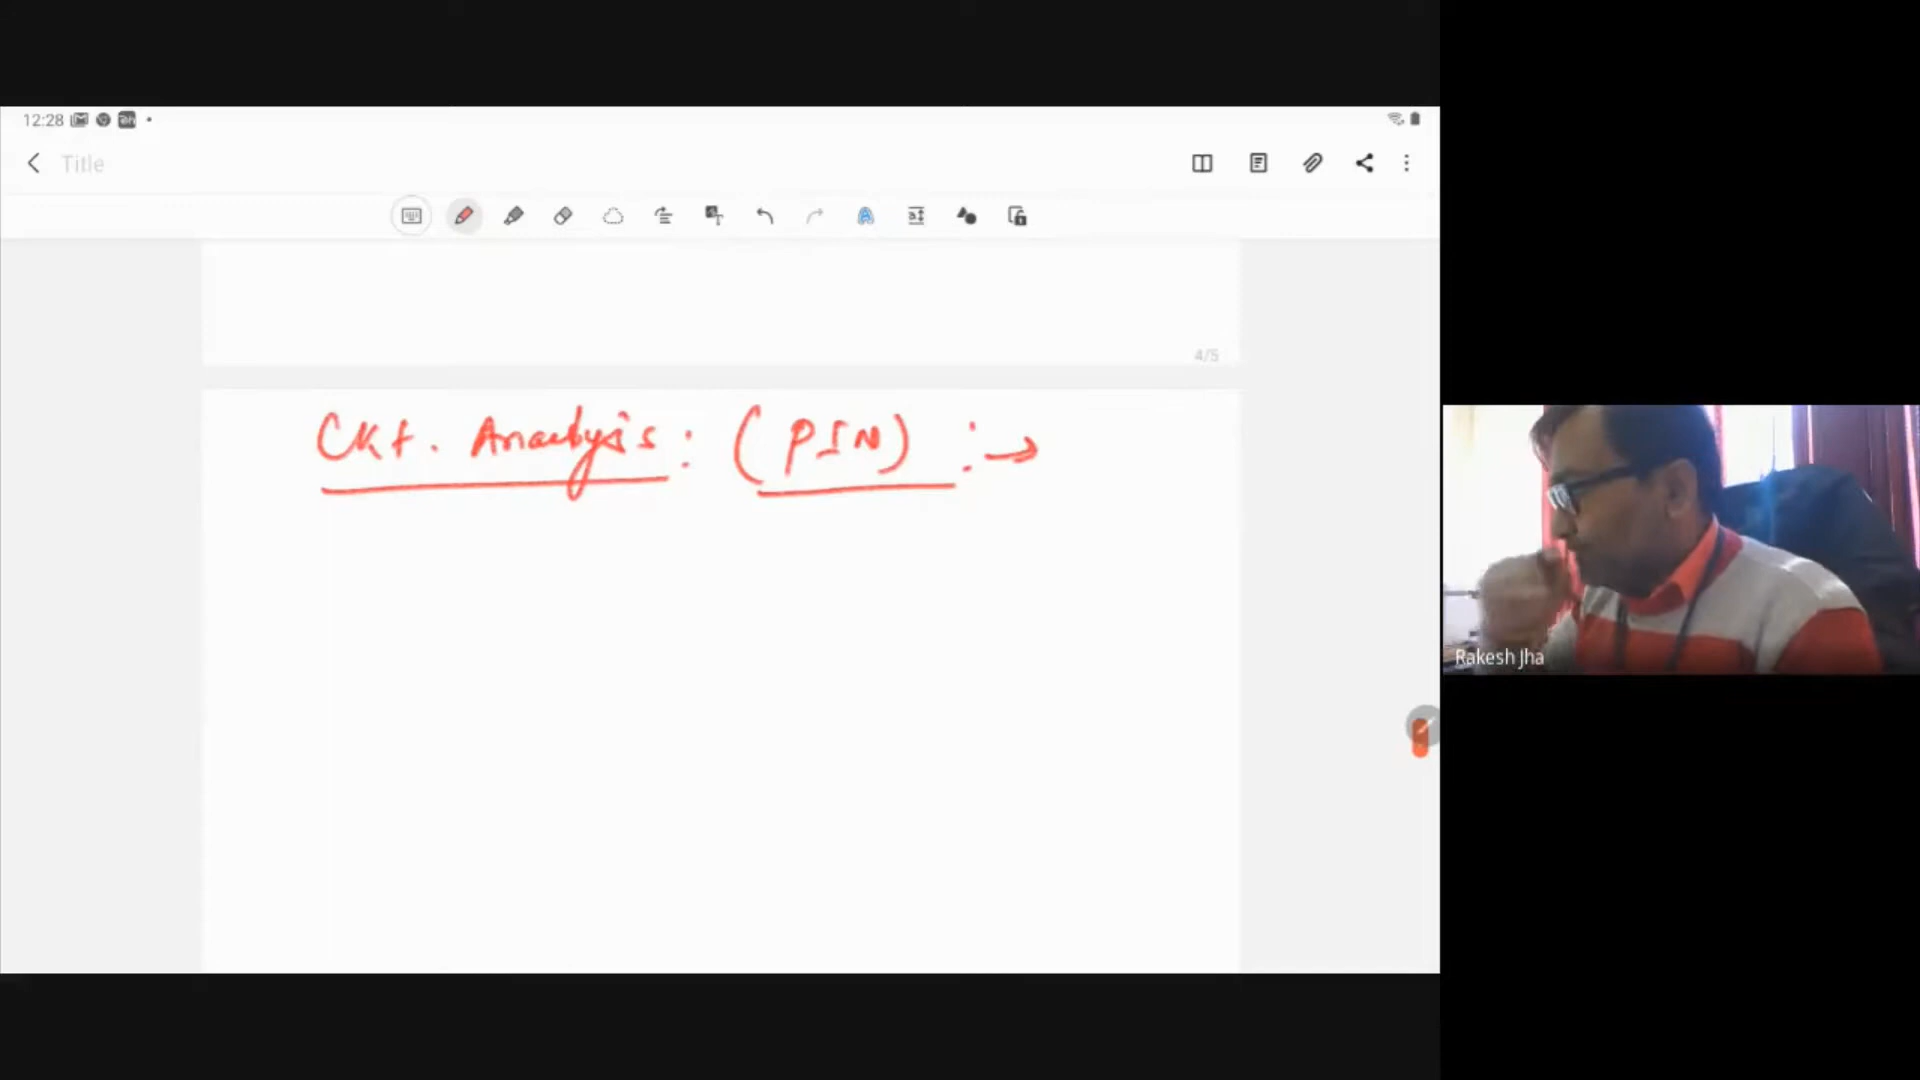 12:28
Title
4/5
Ckt. Analysis : (PIN) :→
Rakesh Jha